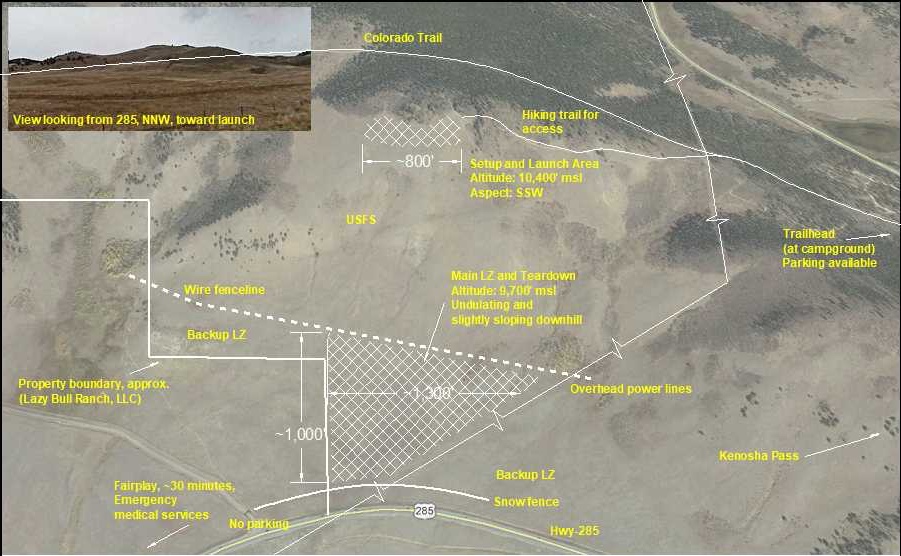 Colorado Trail
View looking from 285, NNW, toward launch
Hiking trail for
access
~800'
Setup and Launch Area
Altitude: 10,400' msl
Aspect: SSW
USFS
Trailhead
(at campground)
Parking available
Main LZ and Teardown
Altitude: 9,700' msl
Undulating and
slightly sloping downhill
Wire fenceline
Backup LZ
Property boundary, approx.
(Lazy Bull Ranch, LLC)
Overhead power lines
~1,300'
~1,000'
Kenosha Pass
Backup LZ
Snow fence
Fairplay, ~30 minutes,
Emergency
medical services
No parking
285
Hwy-285